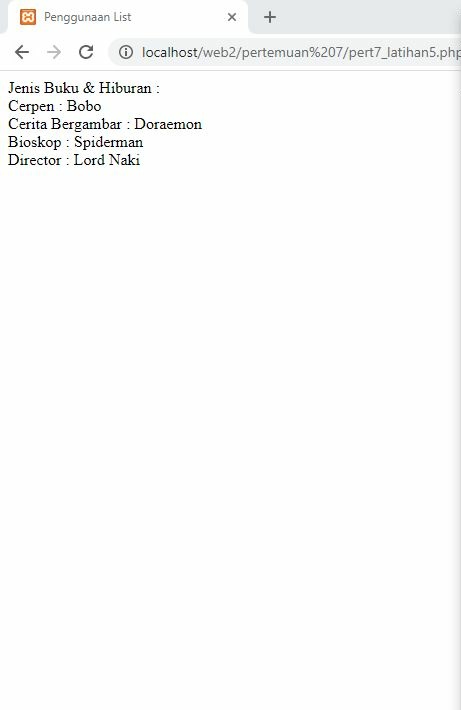 Penggunaan List
localhost/web2/pertemuan%207/pert7_latihan5.php
Jenis Buku & Hiburan :
Cerpen : Bobo
Cerita Bergambar : Doraemon
Bioskop : Spiderman
Director : Lord Naki